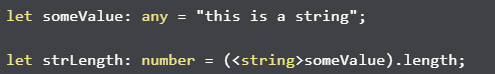 let someValue: any = "this is a string";
let strLength: number = (<string>someValue).length;